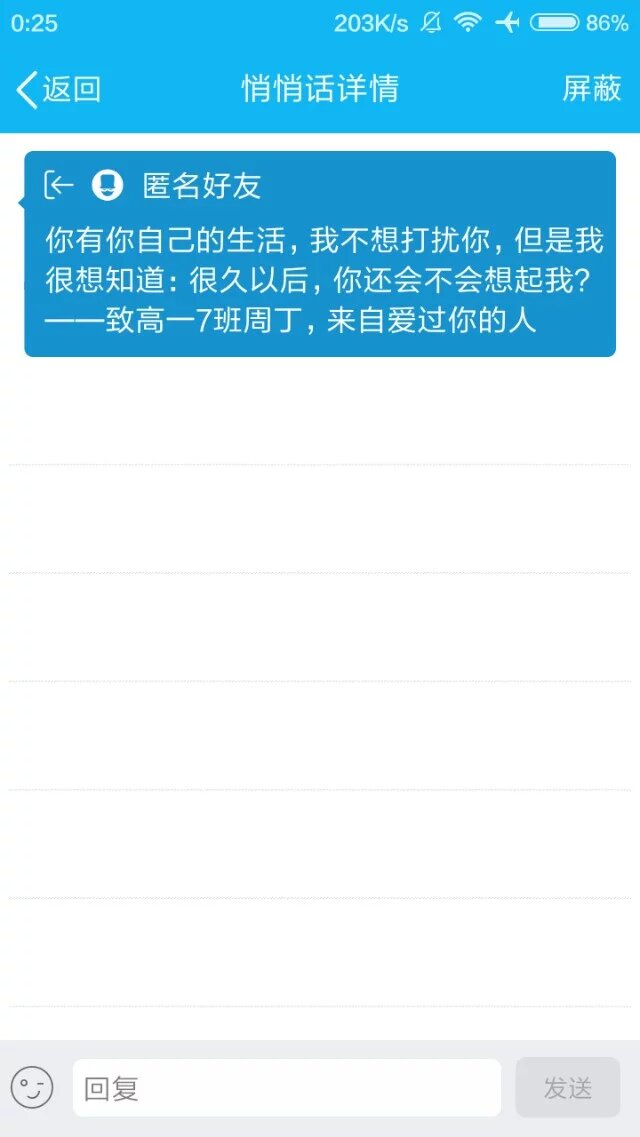 0:25 203K/s 86%
返回 悄悄话详情 屏蔽
匿名好友
你有你自己的生活，我不想打扰你，但是我
很想知道：很久以后，你还会不会想起我？
——致高一7班周丁，来自爱过你的人
回复 发送